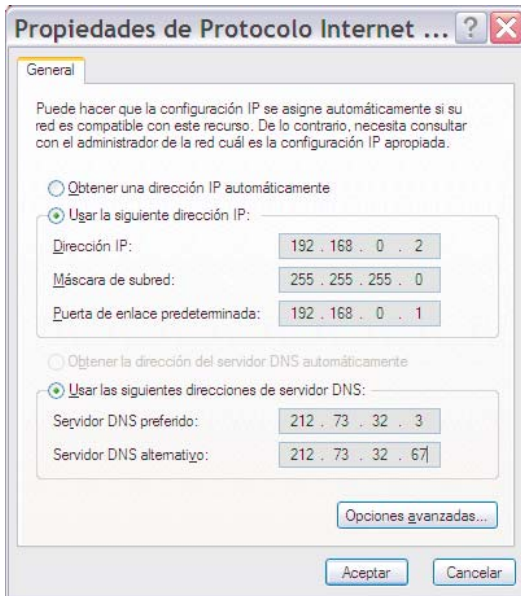 Propiedades de Protocolo Internet ...
General
Puede hacer que la configuración IP se asigne automáticamente si su
red es compatible con este recurso. De lo contrario, necesita consultar
con el administrador de la red cuál es la configuración IP apropiada.
Obtener una dirección IP automáticamente
Usar la siguiente dirección IP:
Dirección IP: 192 . 168 . 0 . 2
Máscara de subred: 255 . 255 . 255 . 0
Puerta de enlace predeterminada: 192 . 168 . 0 . 1
Obtener la dirección del servidor DNS automáticamente
Usar las siguientes direcciones de servidor DNS:
Servidor DNS preferido: 212 . 73 . 32 . 3
Servidor DNS alternativo: 212 . 73 . 32 . 67
Opciones avanzadas...
Aceptar Cancelar